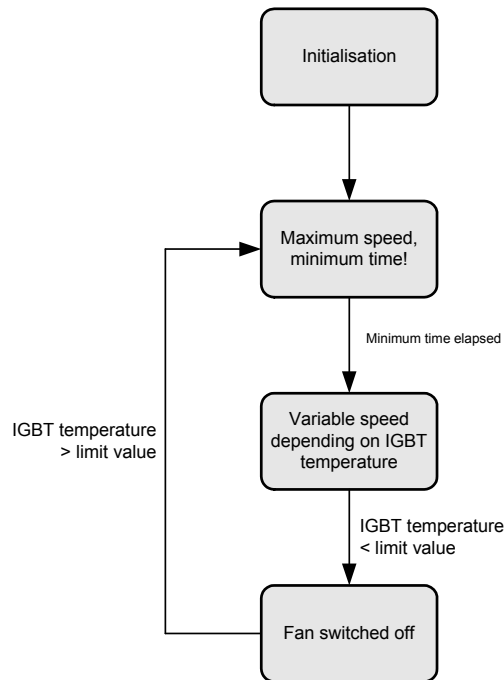 Initialisation
Maximum speed,
minimum time!
Minimum time elapsed
Variable speed
depending on IGBT
temperature
IGBT temperature
> limit value
IGBT temperature
< limit value
Fan switched off